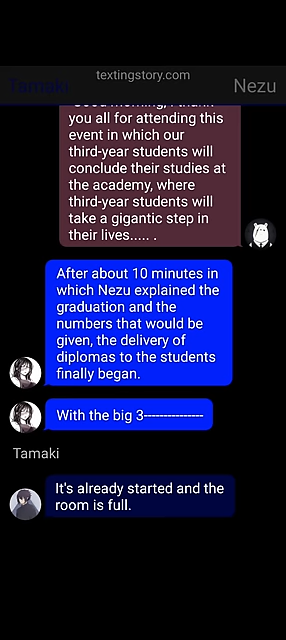 textingstory.com
Tamaki
Nezu
Good morning, I thank
you all for attending this
event in which our
third-year students will
conclude their studies at
the academy, where
third-year students will
take a gigantic step in
their lives..... .
After about 10 minutes in
which Nezu explained the
graduation and the
numbers that would be
given, the delivery of
diplomas to the students
finally began.
With the big 3---------------
Tamaki
It's already started and the
room is full.